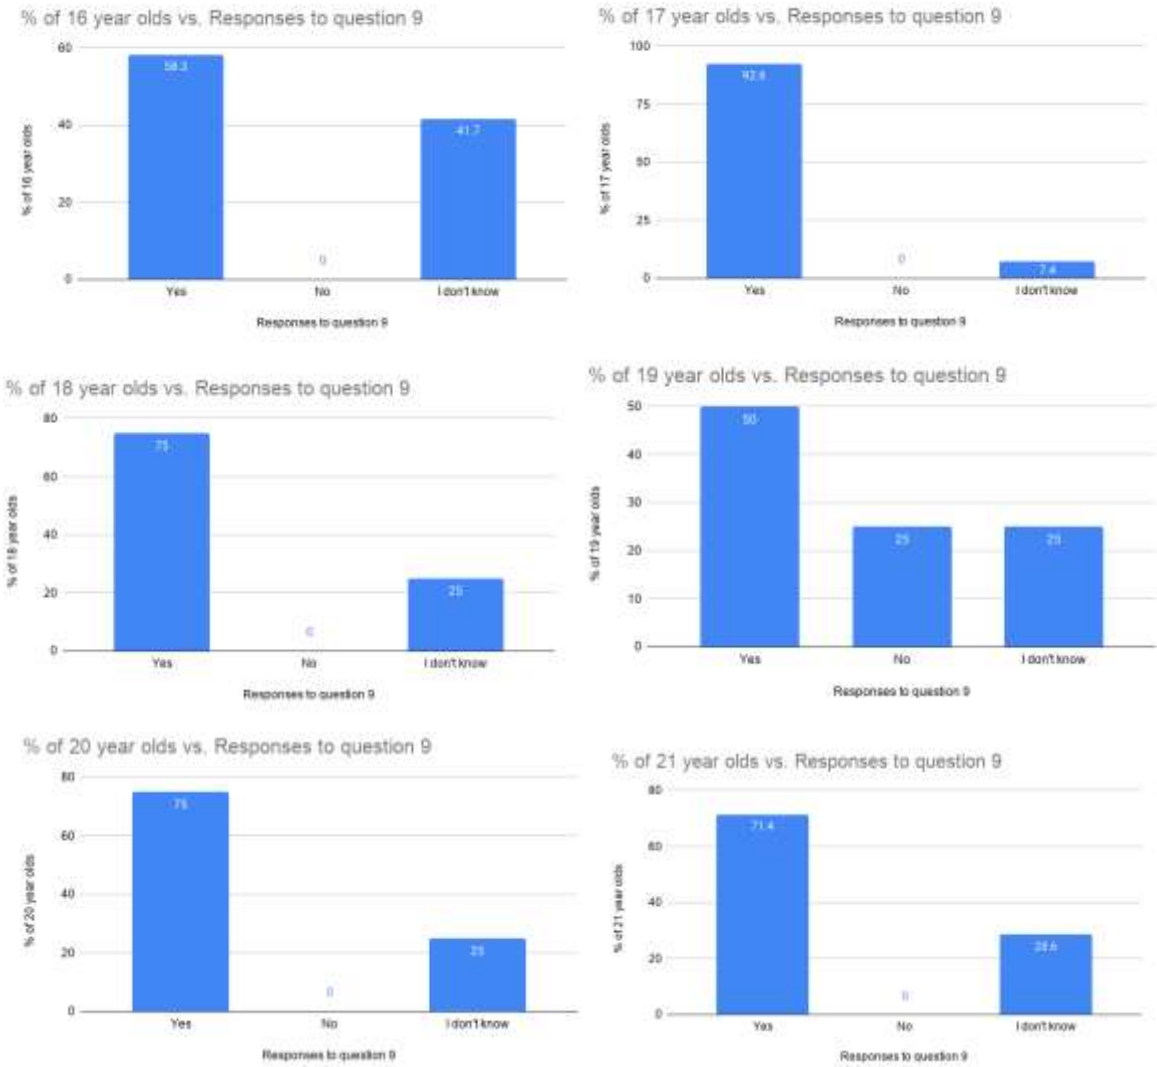 % of 16 year olds vs. Responses to question 9
60
40
20
0
% of 16 year olds
58.3
0
41.7
Yes No I don't know
Responses to question 9
% of 17 year olds vs. Responses to question 9
100
75
50
25
0
% of 17 year olds
92.6
0
7.4
Yes No I don't know
Responses to question 9
% of 18 year olds vs. Responses to question 9
80
60
40
20
0
% of 18 year olds
75
0
25
Yes No I don't know
Responses to question 9
% of 19 year olds vs. Responses to question 9
50
40
30
20
10
0
% of 19 year olds
50
25
25
Yes No I don't know
Responses to question 9
% of 20 year olds vs. Responses to question 9
80
60
40
20
0
% of 20 year olds
75
0
25
Yes No I don't know
Responses to question 9
% of 21 year olds vs. Responses to question 9
80
60
40
20
0
% of 21 year olds
71.4
0
28.6
Yes No I don't know
Responses to question 9